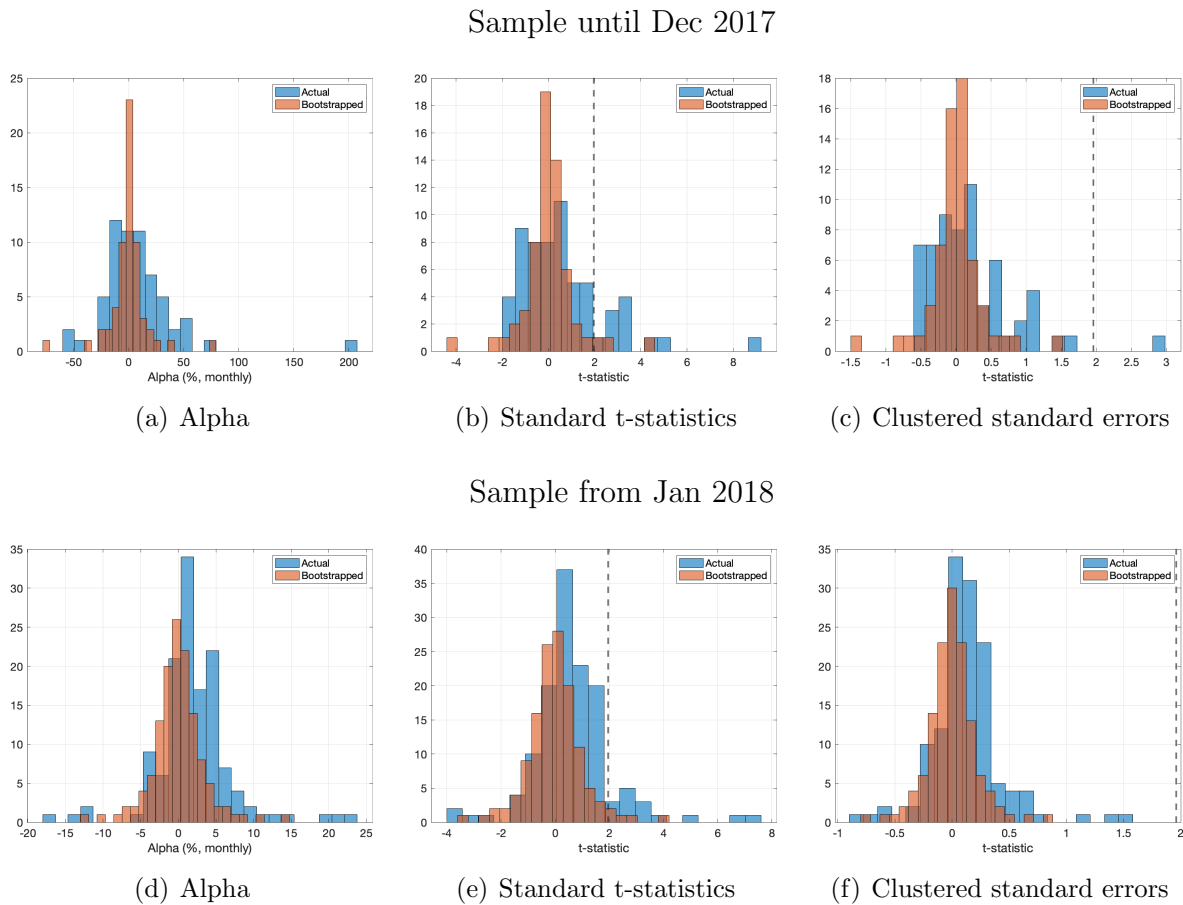 Sample until Dec 2017
25
20
15
10
5
0
-50 0 50 100 150 200
Alpha (%, monthly)
Actual
Bootstrapped
(a) Alpha
20
18
16
14
12
10
8
6
4
2
0
-4 -2 0 2 4 6 8
t-statistic
Actual
Bootstrapped
(b) Standard t-statistics
18
16
14
12
10
8
6
4
2
0
-1.5 -1 -0.5 0 0.5 1 1.5 2 2.5 3
t-statistic
Actual
Bootstrapped
(c) Clustered standard errors
Sample from Jan 2018
35
30
25
20
15
10
5
0
-20 -15 -10 -5 0 5 10 15 20 25
Alpha (%, monthly)
Actual
Bootstrapped
(d) Alpha
40
35
30
25
20
15
10
5
0
-4 -2 0 2 4 6 8
t-statistic
Actual
Bootstrapped
(e) Standard t-statistics
35
30
25
20
15
10
5
0
-1 -0.5 0 0.5 1 1.5 2
t-statistic
Actual
Bootstrapped
(f) Clustered standard errors